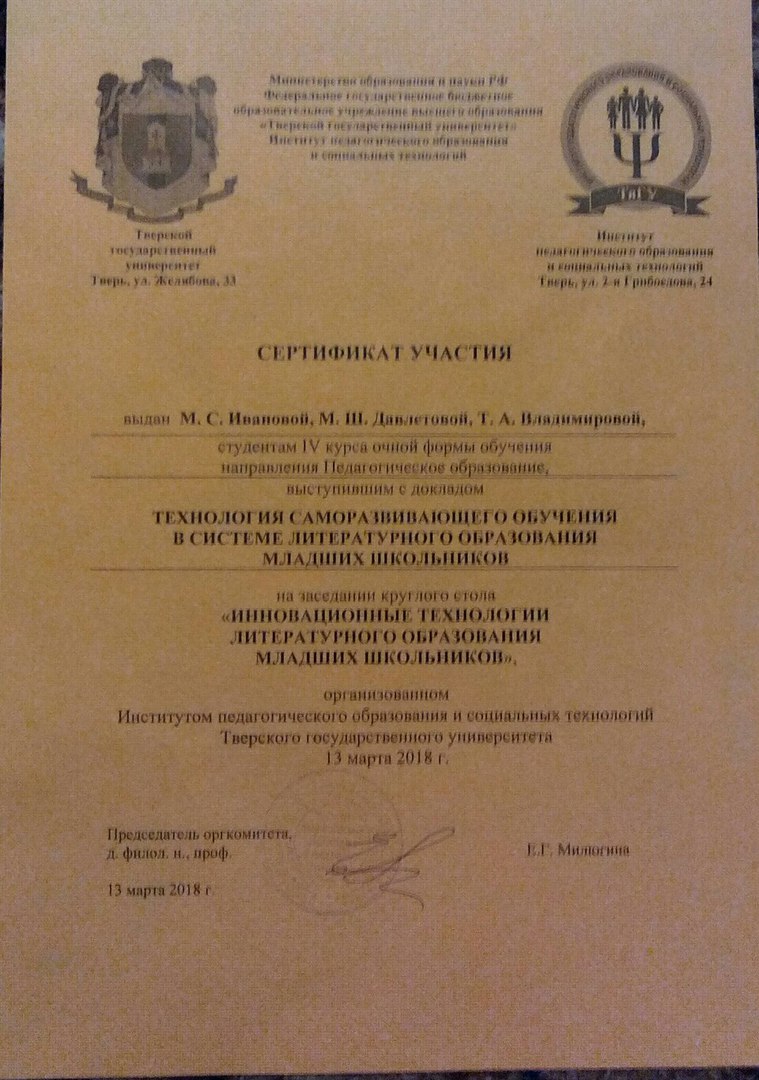 Министерство образования и науки РФ
Федеральное государственное бюджетное
образовательное учреждение высшего образования
«Тверской государственный университет»
Институт педагогического образования
и социальных технологий
ТвГУ
Тверской
государственный
университет
Тверь, ул. Желябова, 33
Институт
педагогического образования
и социальных технологий
Тверь, ул. 2-я Грибоедова, 24
СЕРТИФИКАТ УЧАСТИЯ
выдан М. С. Ивановой, М. Ш. Давлетовой, Т. А. Владимировой,
студентам IV курса очной формы обучения
направления Педагогическое образование,
выступившим с докладом
ТЕХНОЛОГИЯ САМОРАЗВИВАЮЩЕГО ОБУЧЕНИЯ
В СИСТЕМЕ ЛИТЕРАТУРНОГО ОБРАЗОВАНИЯ
МЛАДШИХ ШКОЛЬНИКОВ
на заседании круглого стола
«ИННОВАЦИОННЫЕ ТЕХНОЛОГИИ
ЛИТЕРАТУРНОГО ОБРАЗОВАНИЯ
МЛАДШИХ ШКОЛЬНИКОВ»,
организованном
Институтом педагогического образования и социальных технологий
Тверского государственного университета
13 марта 2018 г.
Председатель оргкомитета,
д. филол. н., проф.
Е.Г. Милюгина
13 марта 2018 г.